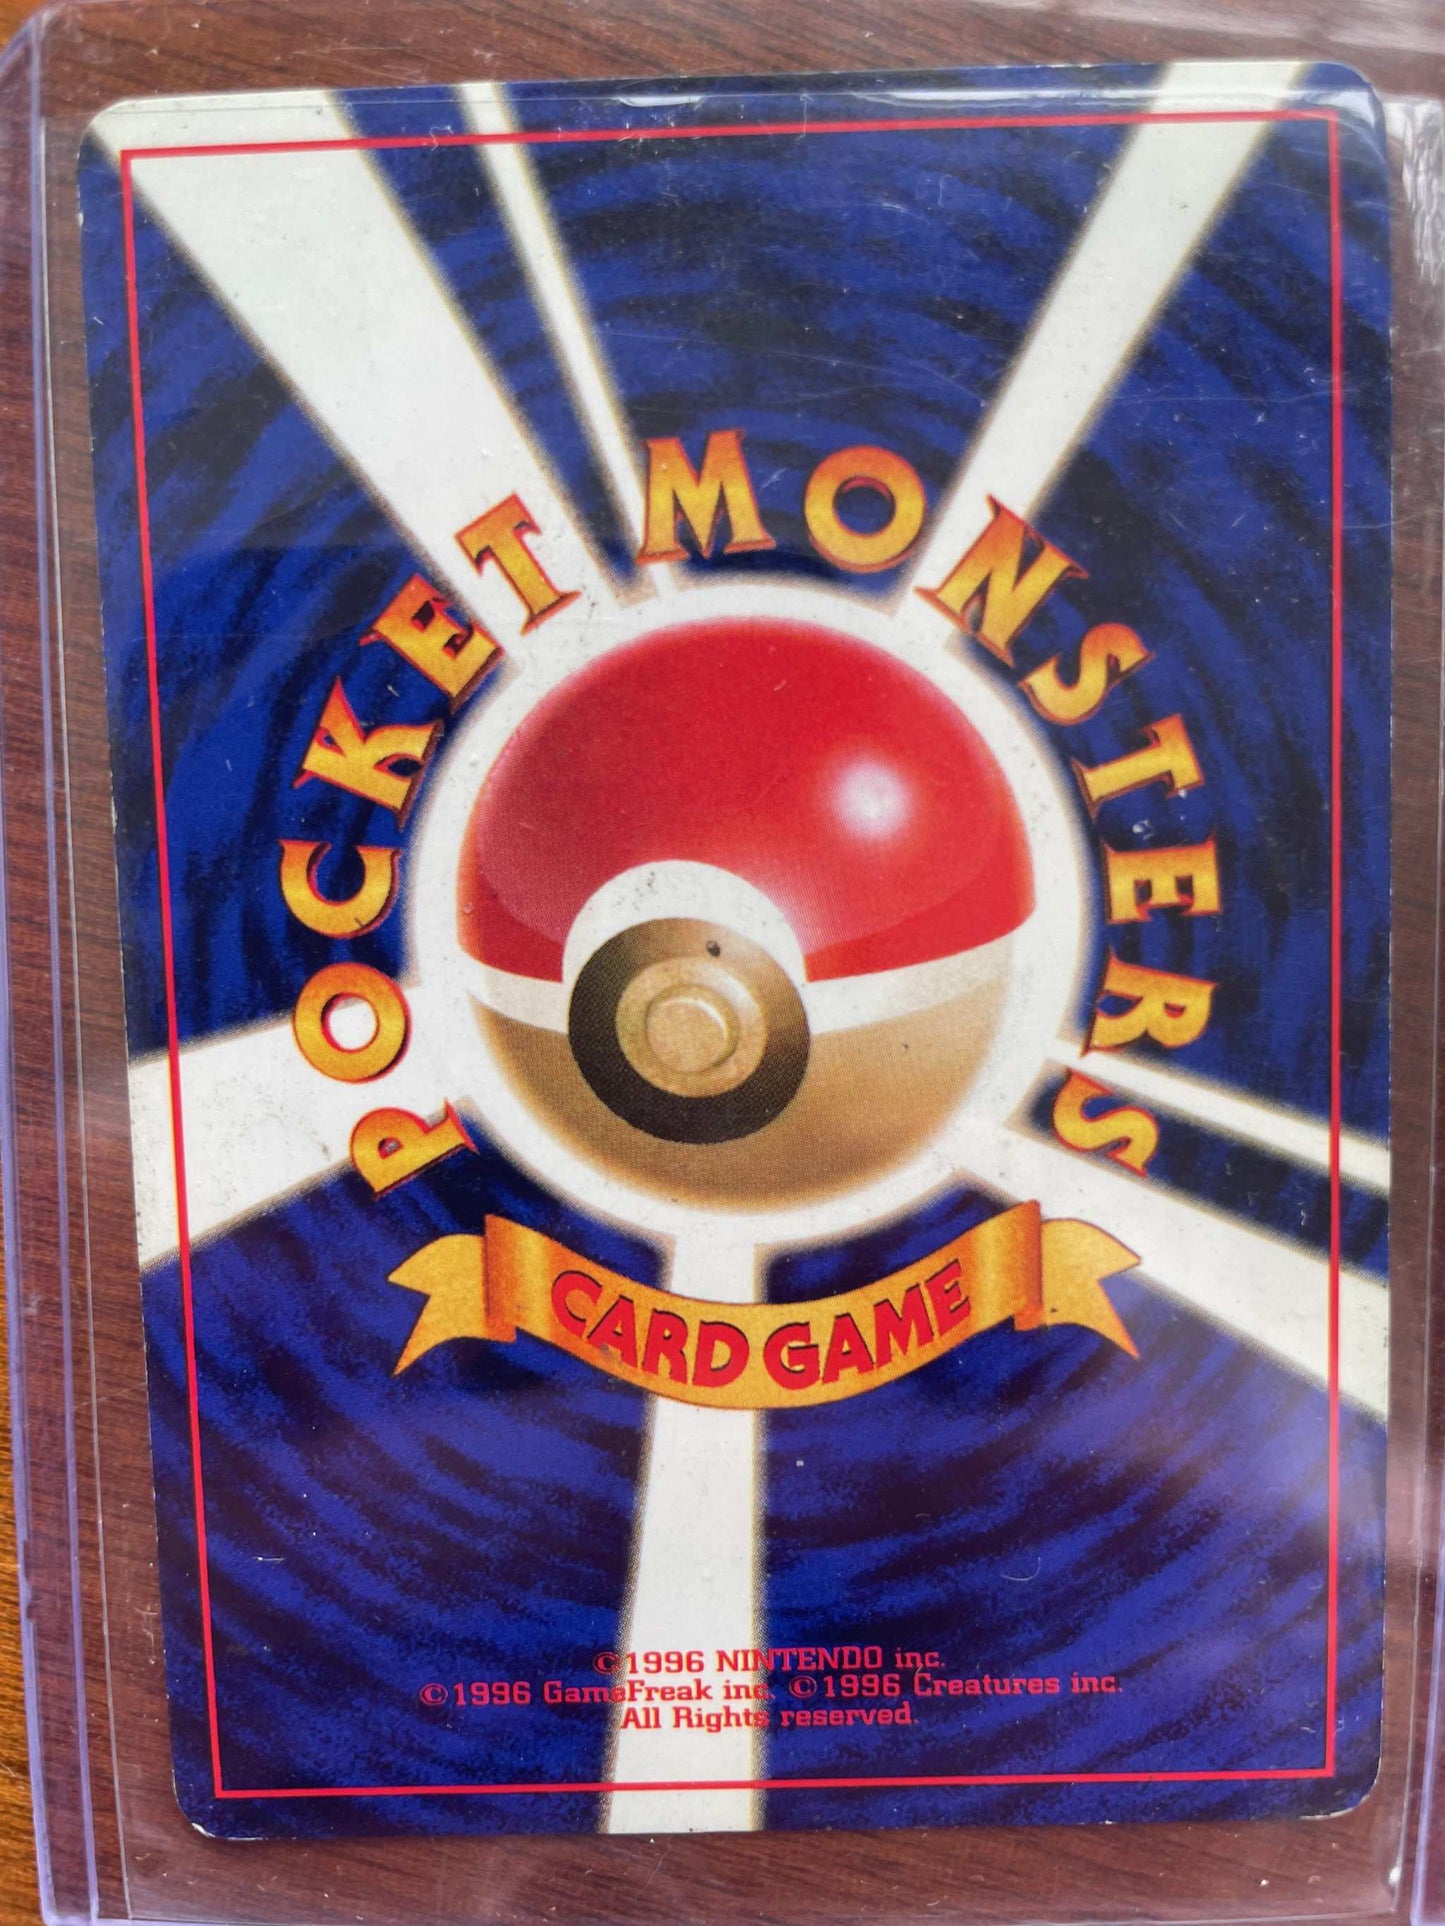 POCKET MONSTERS
CARD GAME
©1996 NINTENDO inc.
©1996 GameFreak inc. ©1996 Creatures inc.
All Rights reserved.